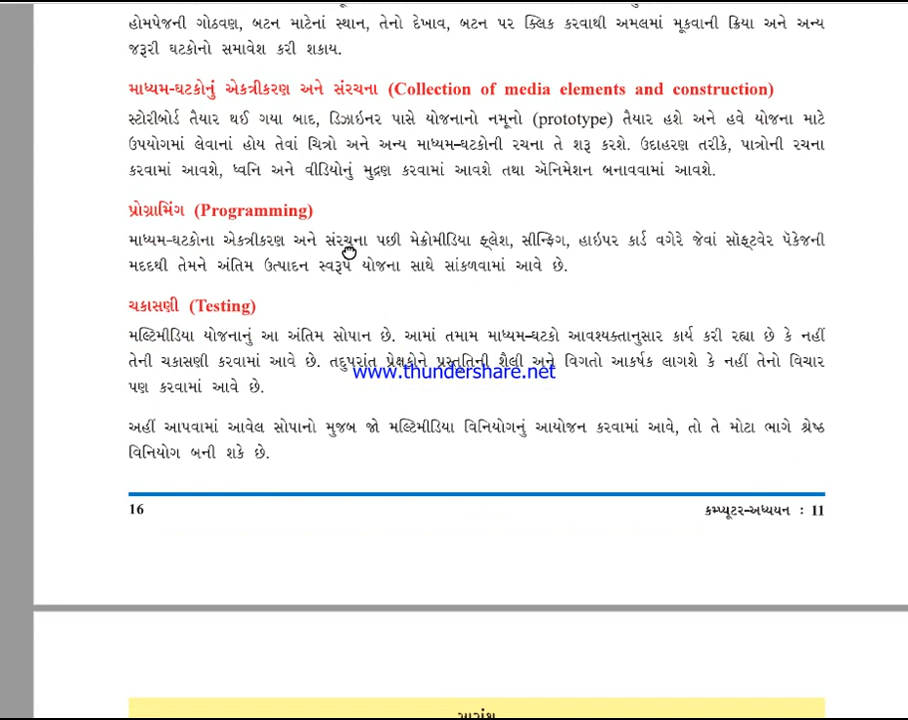 હોમપેજની ગોઠવણ, બટન માટેનાં સ્થાન, તેનો દેખાવ, બટન પર ક્લિક કરવાથી અમલમાં મૂકવાની ક્રિયા અને અન્ય
જરૂરી ઘટકોનો સમાવેશ કરી શકાય.
માધ્યમ-ઘટકોનું એકત્રીકરણ અને સંરચના (Collection of media elements and construction)
સ્ટોરીબોર્ડ તૈયાર થઈ ગયા બાદ, ડિઝાઇનર પાસે યોજનાનો નમૂનો (prototype) તૈયાર હશે અને હવે યોજના માટે
ઉપયોગમાં લેવાનાં હોય તેવાં ચિત્રો અને અન્ય માધ્યમ-ઘટકોની રચના તે શરૂ કરશે. ઉદાહરણ તરીકે, પાત્રોની રચના
કરવામાં આવશે, ધ્વનિ અને વીડિયોનું મુદ્રણ કરવામાં આવશે તથા ઍનિમેશન બનાવવામાં આવશે.
પ્રોગ્રામિંગ (Programming)
માધ્યમ-ઘટકોના એકત્રીકરણ અને સંરચના પછી મેક્રોમીડિયા ફ્લેશ, સીન્ફિગ, હાઇપર કાર્ડ વગેરે જેવાં સૉફ્ટવેર પૅકેજની
મદદથી તેમને અંતિમ ઉત્પાદન સ્વરૂપે યોજના સાથે સાંકળવામાં આવે છે.
ચકાસણી (Testing)
મલ્ટિમીડિયા યોજનાનું આ અંતિમ સોપાન છે. આમાં તમામ માધ્યમ-ઘટકો આવશ્યક્તાનુસાર કાર્ય કરી રહ્યા છે કે નહીં
તેની ચકાસણી કરવામાં આવે છે. તદુપરાંત પ્રેક્ષકોને પ્રસ્તુતિની શૈલી અને વિગતો આકર્ષક લાગશે કે નહીં તેનો વિચાર
www.thundershare.net
પણ કરવામાં આવે છે.
અહીં આપવામાં આવેલ સોપાનો મુજબ જો મલ્ટિમીડિયા વિનિયોગનું આયોજન કરવામાં આવે, તો તે મોટા ભાગે શ્રેષ્ઠ
વિનિયોગ બની શકે છે.
16 કમ્પ્યૂટર-અધ્યયન : 11